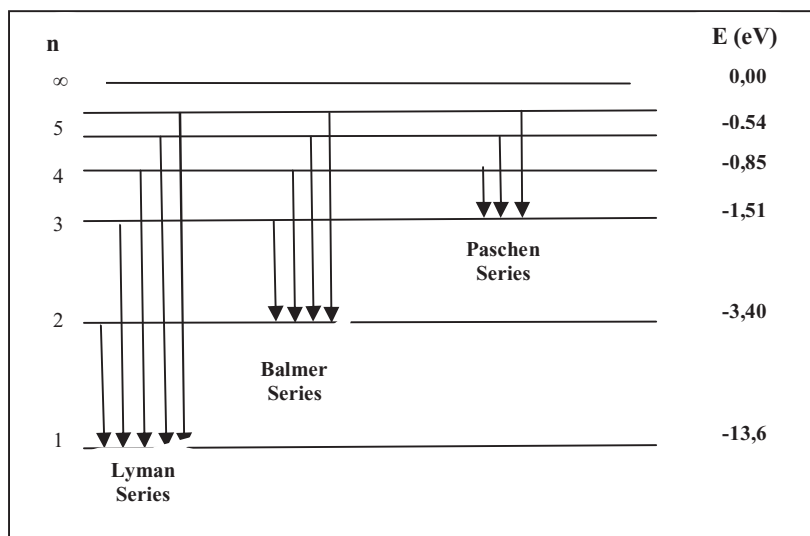 n
E (eV)
∞
0,00
5
-0.54
4
-0,85
3
-1,51
Paschen
Series
2
-3,40
Balmer
Series
1
-13,6
Lyman
Series